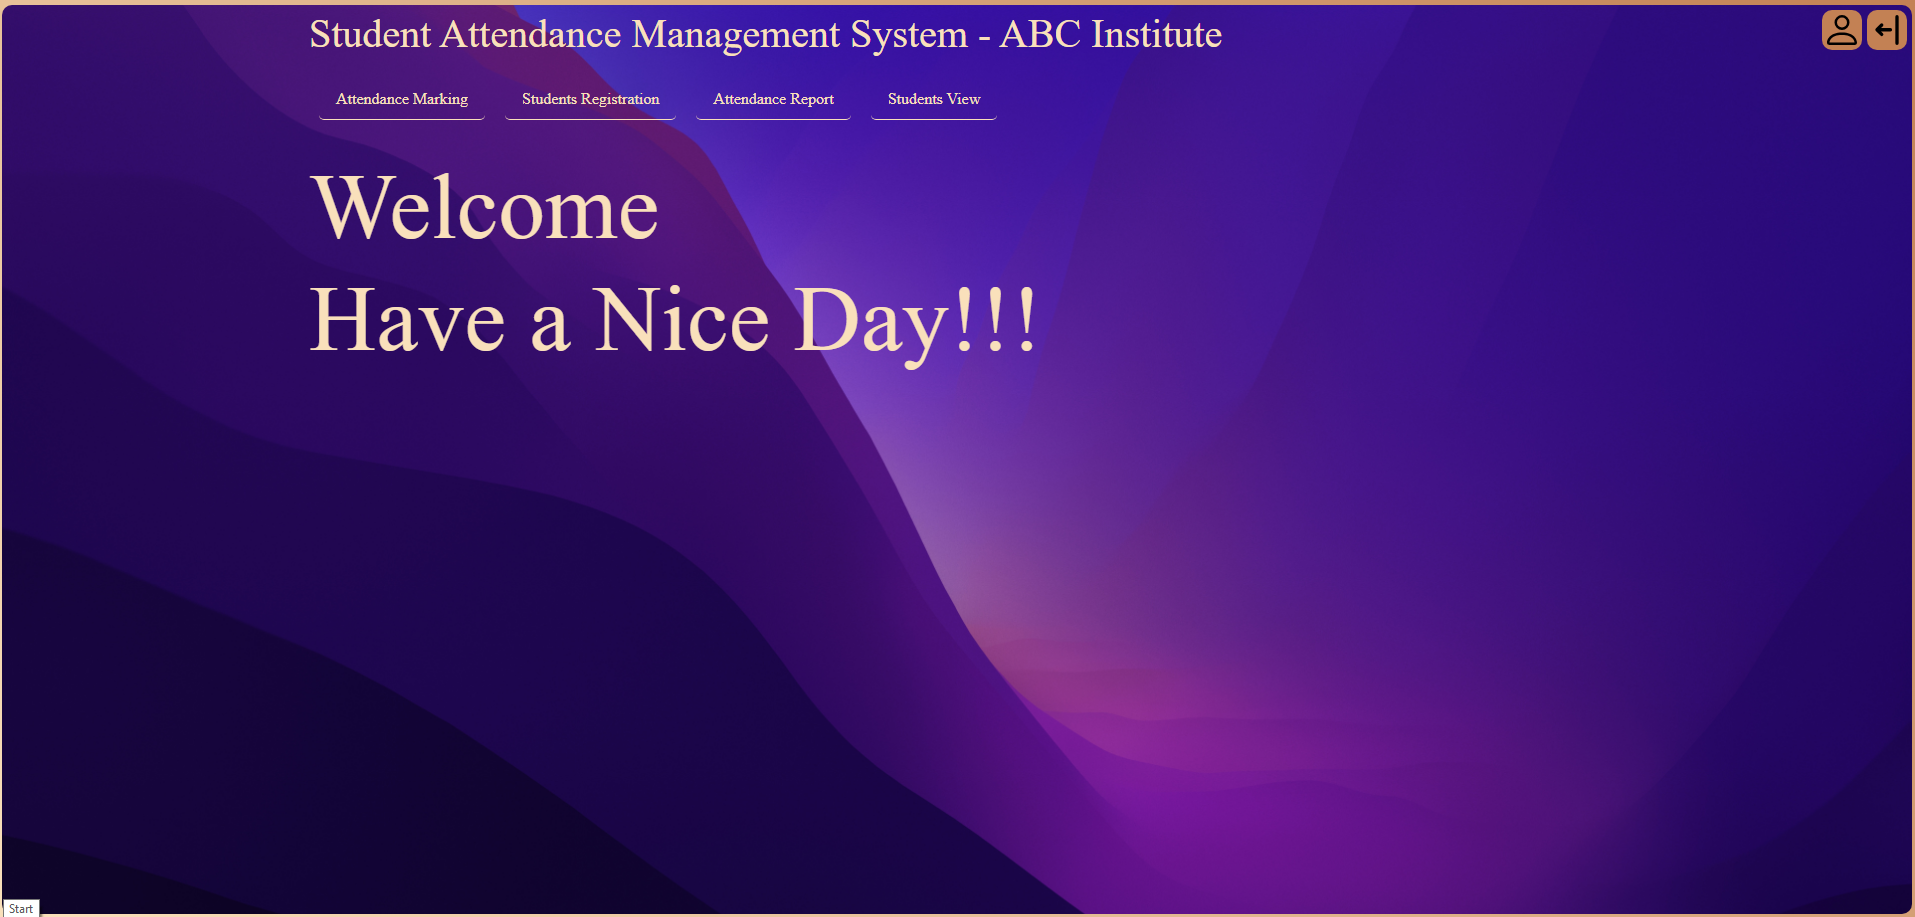 Student Attendance Management System - ABC Institute
Attendance Marking
Students Registration
Attendance Report
Students View
Welcome
Have a Nice Day!!!
Start